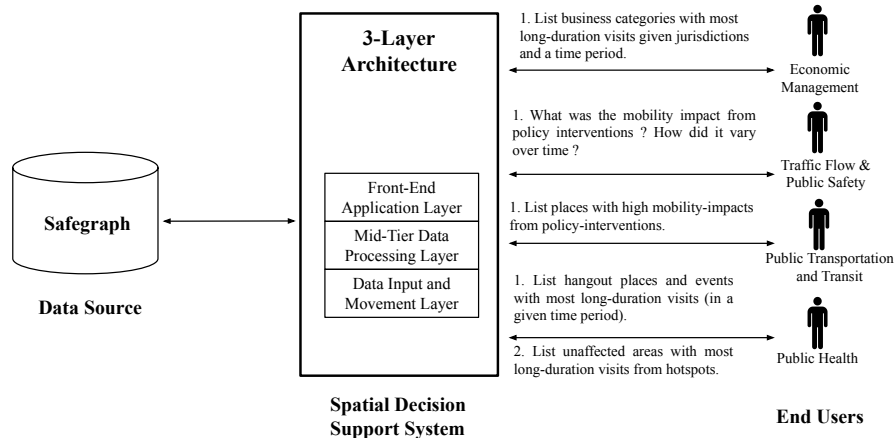 Safegraph
Data Source
3-Layer
Architecture
Front-End
Application Layer
Mid-Tier Data
Processing Layer
Data Input and
Movement Layer
Spatial Decision
Support System
1. List business categories with most
long-duration visits given jurisdictions
and a time period.
Economic
Management
1. What was the mobility impact from
policy interventions ? How did it vary
over time ?
Traffic Flow &
Public Safety
1. List places with high mobility-impacts
from policy-interventions.
Public Transportation
and Transit
1. List hangout places and events
with most long-duration visits (in a
given time period).
2. List unaffected areas with most
long-duration visits from hotspots.
Public Health
End Users